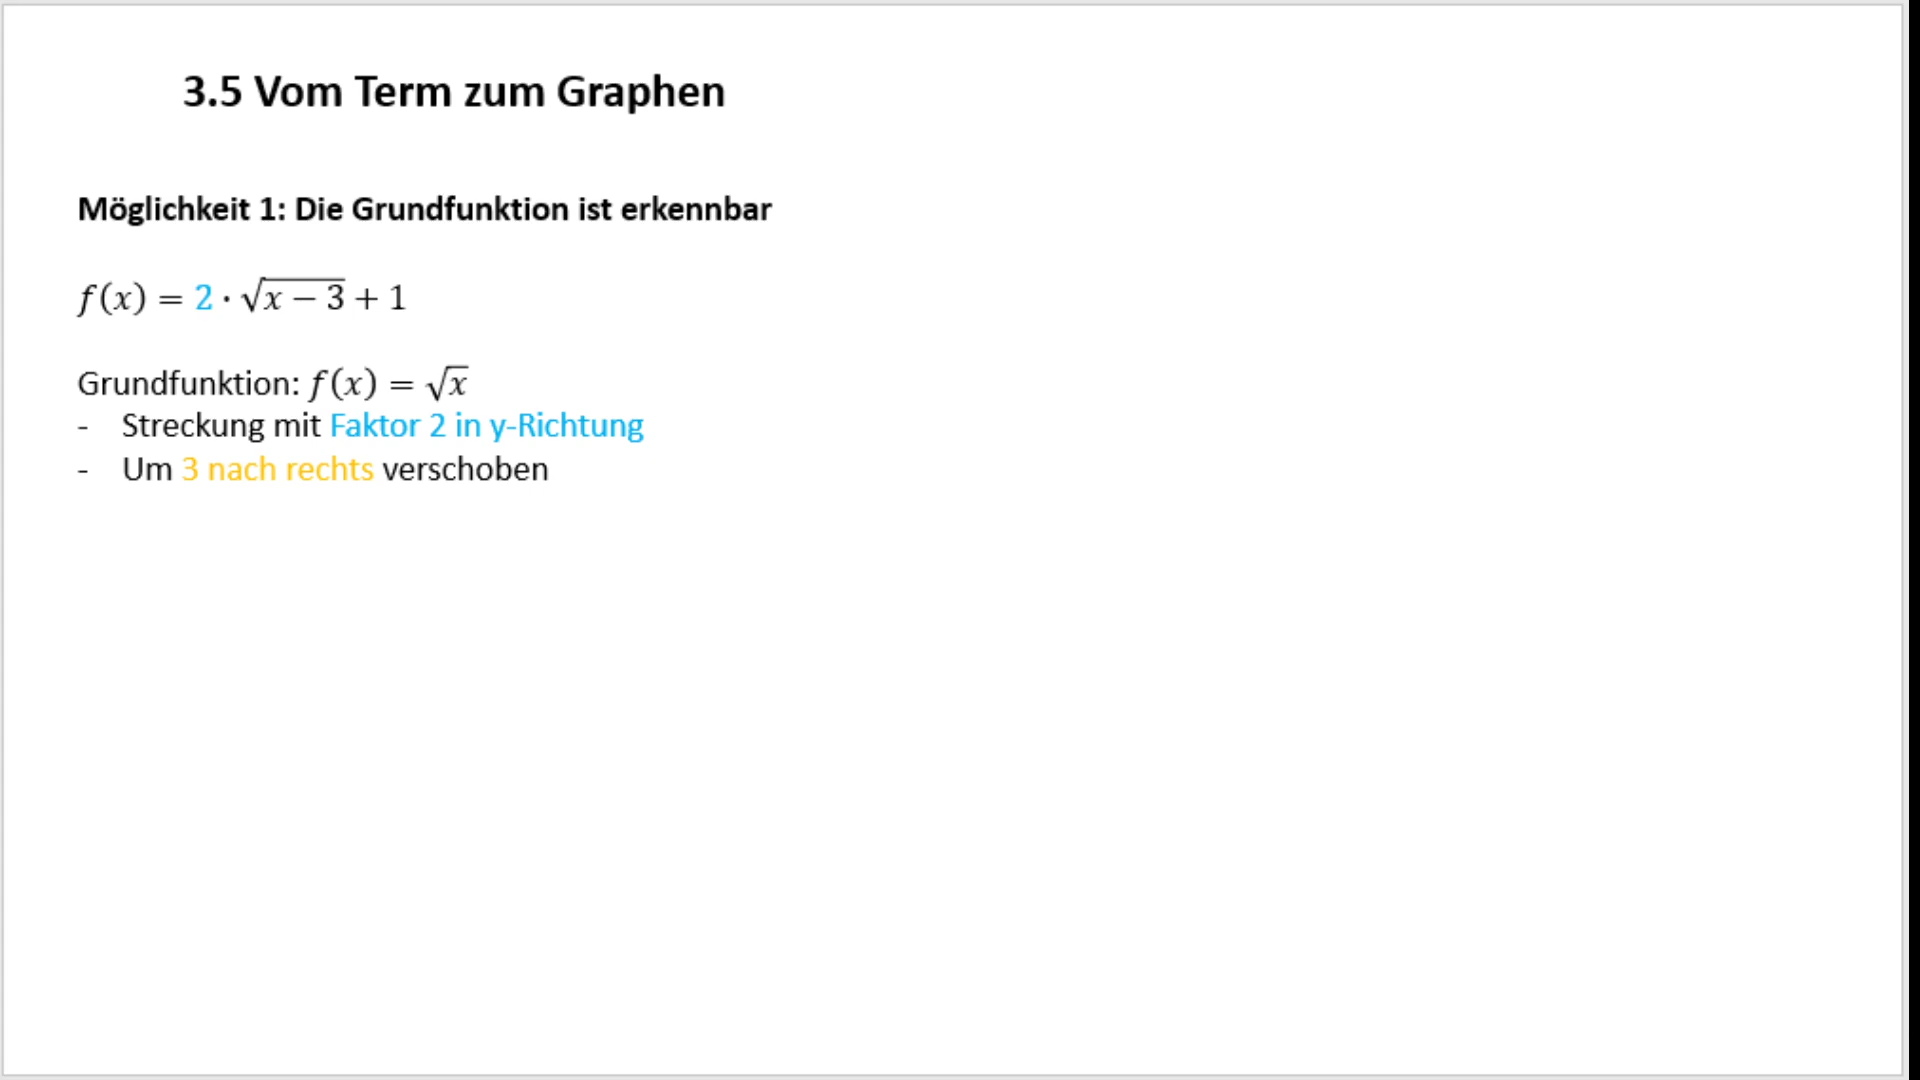 3.5 Vom Term zum Graphen
Möglichkeit 1: Die Grundfunktion ist erkennbar
f(x) = 2 · √(x − 3) + 1
Grundfunktion: f(x) = √x
- Streckung mit Faktor 2 in y-Richtung
- Um 3 nach rechts verschoben